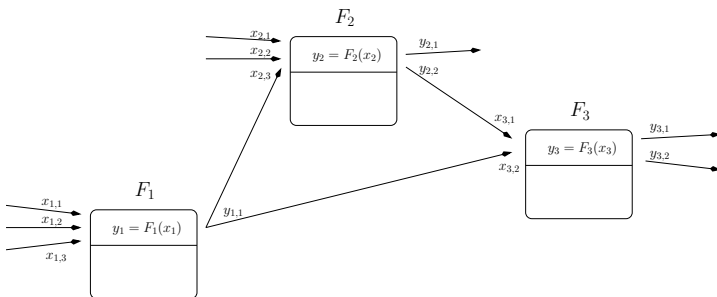 F_2
x_{2,1}
x_{2,2}
x_{2,3}
y_2 = F_2(x_2)
y_{2,1}
y_{2,2}
F_3
x_{3,1}
x_{3,2}
y_3 = F_3(x_3)
y_{3,1}
y_{3,2}
F_1
x_{1,1}
x_{1,2}
x_{1,3}
y_1 = F_1(x_1)
y_{1,1}